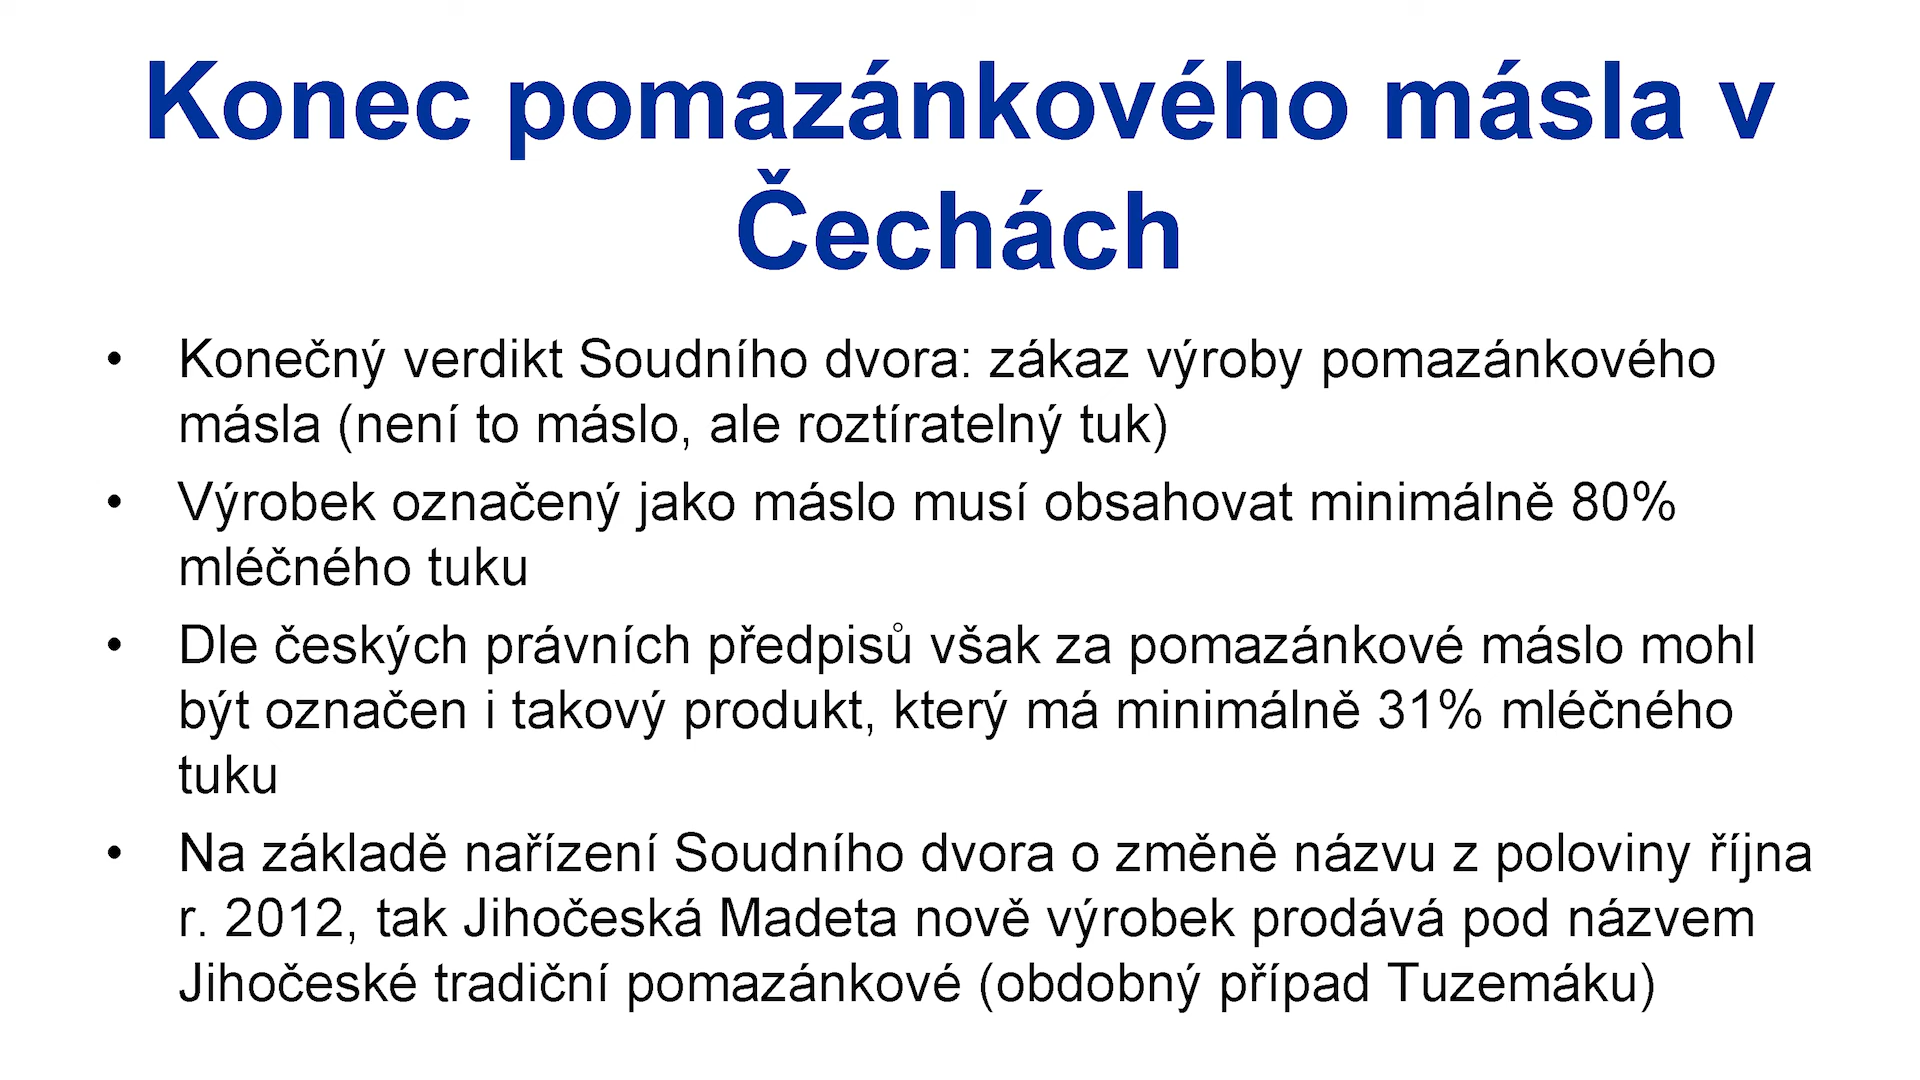 Konec pomazánkového másla v
Čechách
• Konečný verdikt Soudního dvora: zákaz výroby pomazánkového
másla (není to máslo, ale roztíratelný tuk)
• Výrobek označený jako máslo musí obsahovat minimálně 80%
mléčného tuku
• Dle českých právních předpisů však za pomazánkové máslo mohl
být označen i takový produkt, který má minimálně 31% mléčného
tuku
• Na základě nařízení Soudního dvora o změně názvu z poloviny října
r. 2012, tak Jihočeská Madeta nově výrobek prodává pod názvem
Jihočeské tradiční pomazánkové (obdobný případ Tuzemáku)